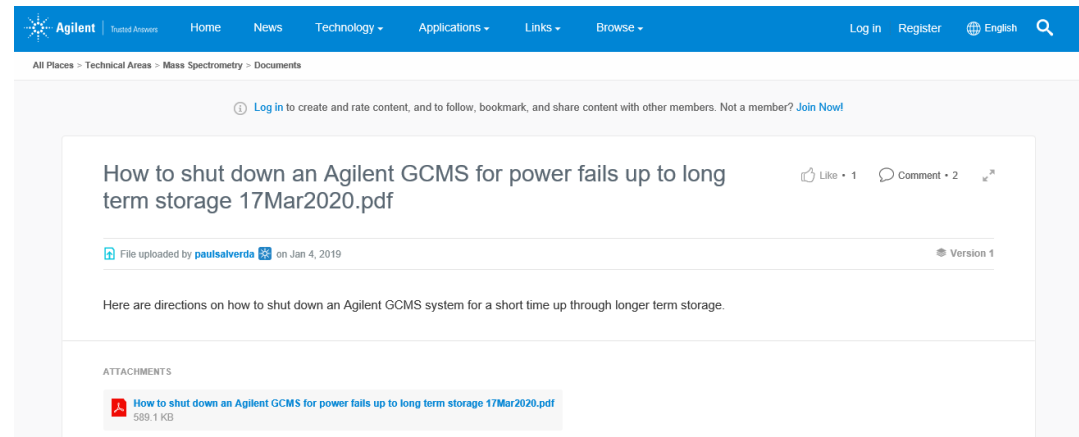 Agilent | Trusted Answers Home News Technology Applications Links Browse Log in Register English
All Places > Technical Areas > Mass Spectrometry > Documents
Log in to create and rate content, and to follow, bookmark, and share content with other members. Not a member? Join Now!
How to shut down an Agilent GCMS for power fails up to long
term storage 17Mar2020.pdf
Like • 1 Comment • 2
File uploaded by paulsalverda on Jan 4, 2019 Version 1
Here are directions on how to shut down an Agilent GCMS system for a short time up through longer term storage.
ATTACHMENTS
How to shut down an Agilent GCMS for power fails up to long term storage 17Mar2020.pdf
589.1 KB